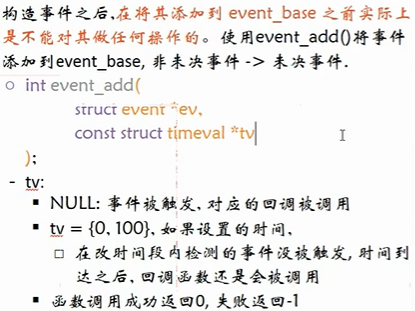 构造事件之后,在将其添加到 event_base 之前实际上
是不能对其做任何操作的。使用event_add()将事件
添加到event_base, 非未决事件 -> 未决事件.
○ int event_add(
struct event *ev,
const struct timeval *tv
);
- tv:
▪ NULL: 事件被触发, 对应的回调被调用
▪ tv = {0, 100}, 如果设置的时间,
□ 在改时间段内检测的事件没被触发, 时间到
达之后, 回调函数还是会被调用
▪ 函数调用成功返回0, 失败返回-1